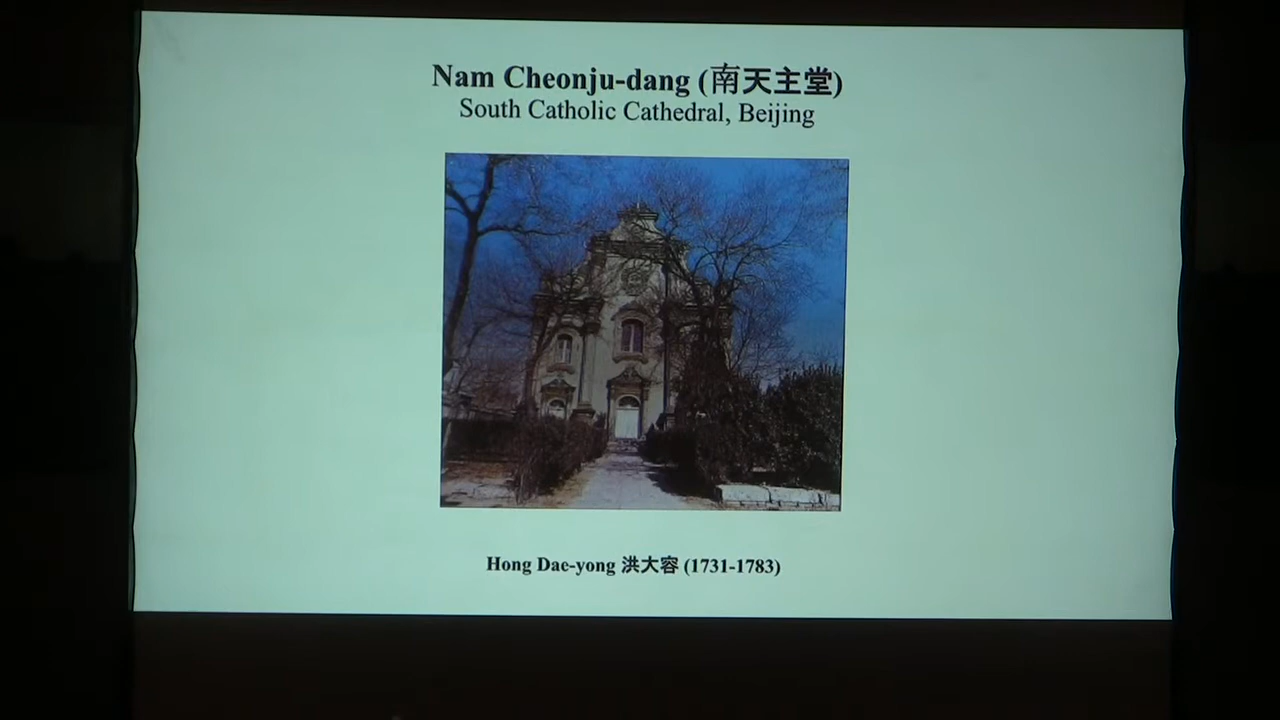 Nam Cheonju-dang (南天主堂)
South Catholic Cathedral, Beijing
Hong Dae-yong 洪大容 (1731-1783)